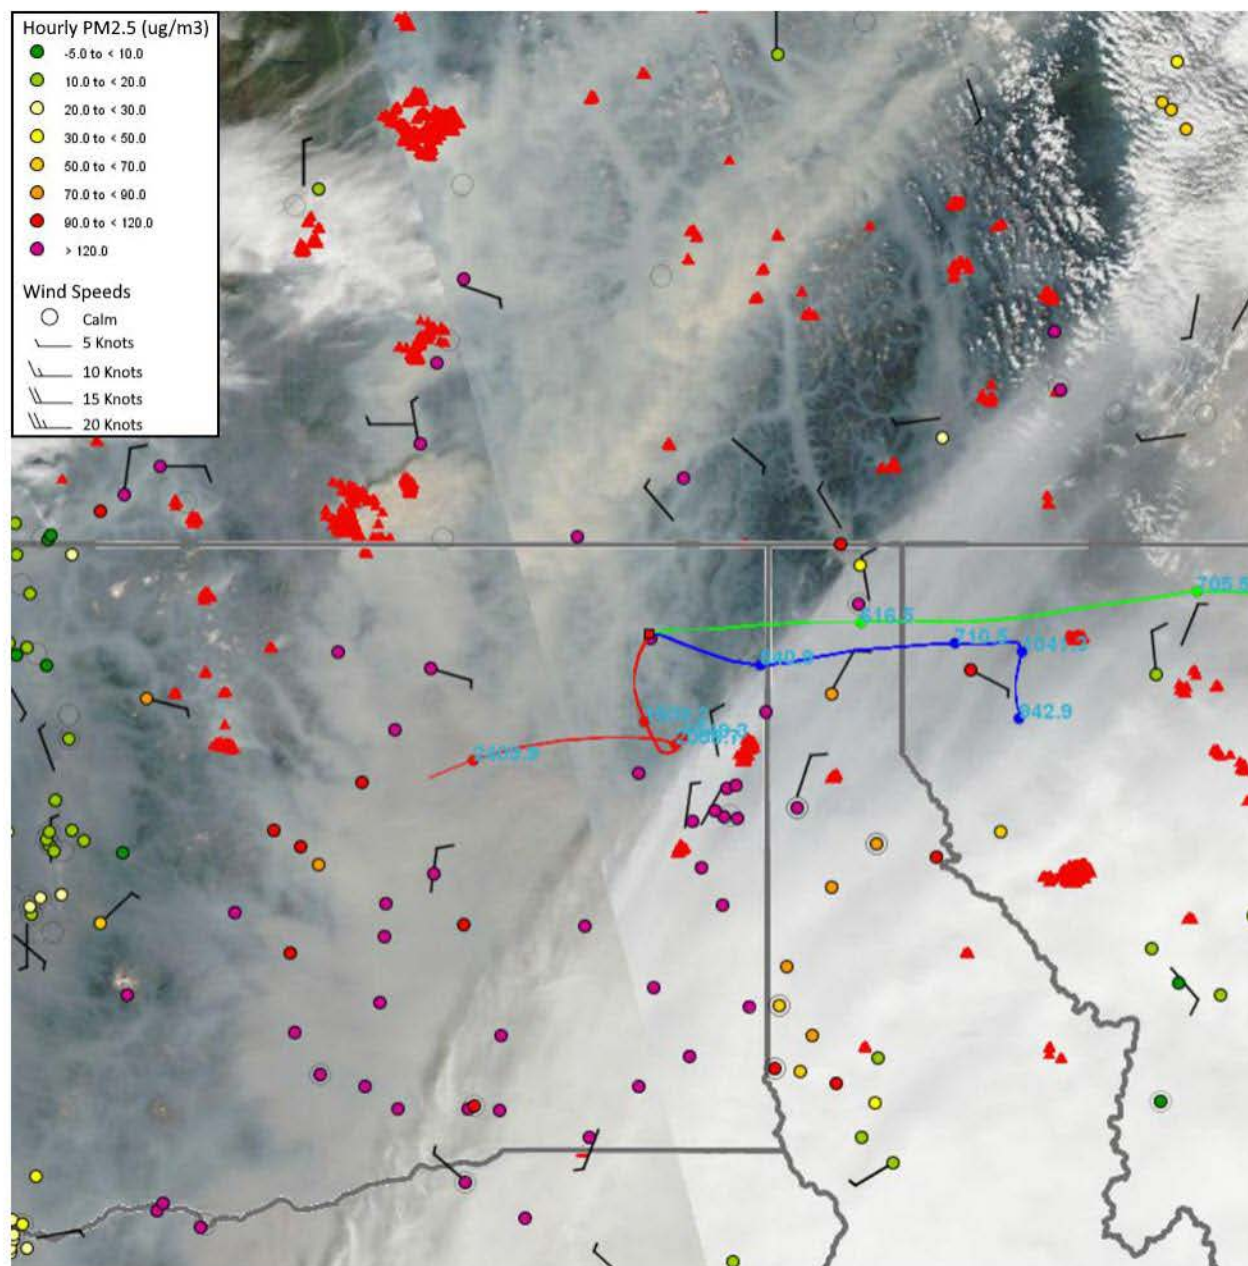 Hourly PM2.5 (ug/m3)
-5.0 to < 10.0
10.0 to < 20.0
20.0 to < 30.0
30.0 to < 50.0
50.0 to < 70.0
70.0 to < 90.0
90.0 to < 120.0
> 120.0
Wind Speeds
Calm
5 Knots
10 Knots
15 Knots
20 Knots
705.5
616.5
710.5
942.9
2405.9